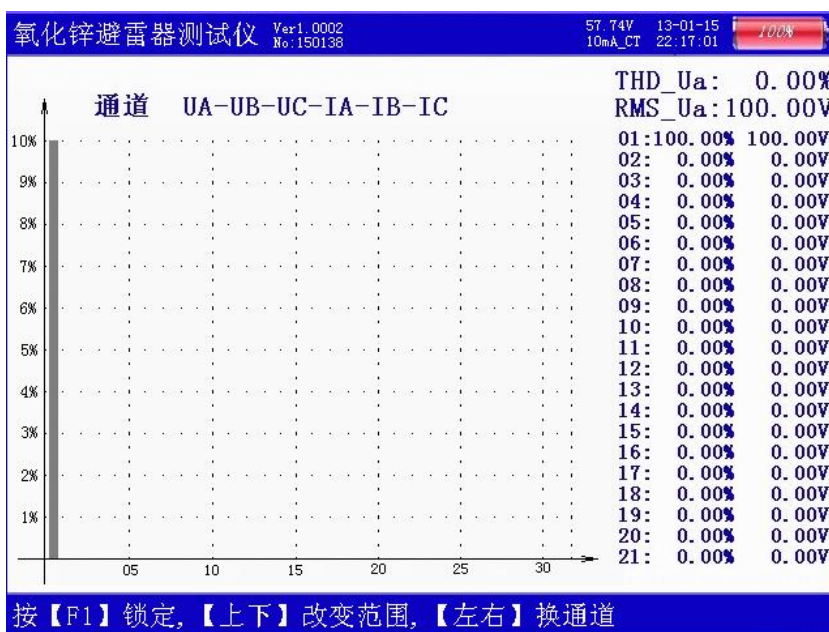 氧化锌避雷器测试仪 Ver1.0002 No:150138 57.74V 10mA_CT 13-01-15 22:17:01 100%
通道 UA-UB-UC-IA-IB-IC
THD_Ua: 0.00%
RMS_Ua:100.00V
01:100.00% 100.00V
02: 0.00% 0.00V
03: 0.00% 0.00V
04: 0.00% 0.00V
05: 0.00% 0.00V
06: 0.00% 0.00V
07: 0.00% 0.00V
08: 0.00% 0.00V
09: 0.00% 0.00V
10: 0.00% 0.00V
11: 0.00% 0.00V
12: 0.00% 0.00V
13: 0.00% 0.00V
14: 0.00% 0.00V
15: 0.00% 0.00V
16: 0.00% 0.00V
17: 0.00% 0.00V
18: 0.00% 0.00V
19: 0.00% 0.00V
20: 0.00% 0.00V
21: 0.00% 0.00V
10%
9%
8%
7%
6%
5%
4%
3%
2%
1%
05 10 15 20 25 30
按【F1】锁定,【上下】改变范围,【左右】换通道